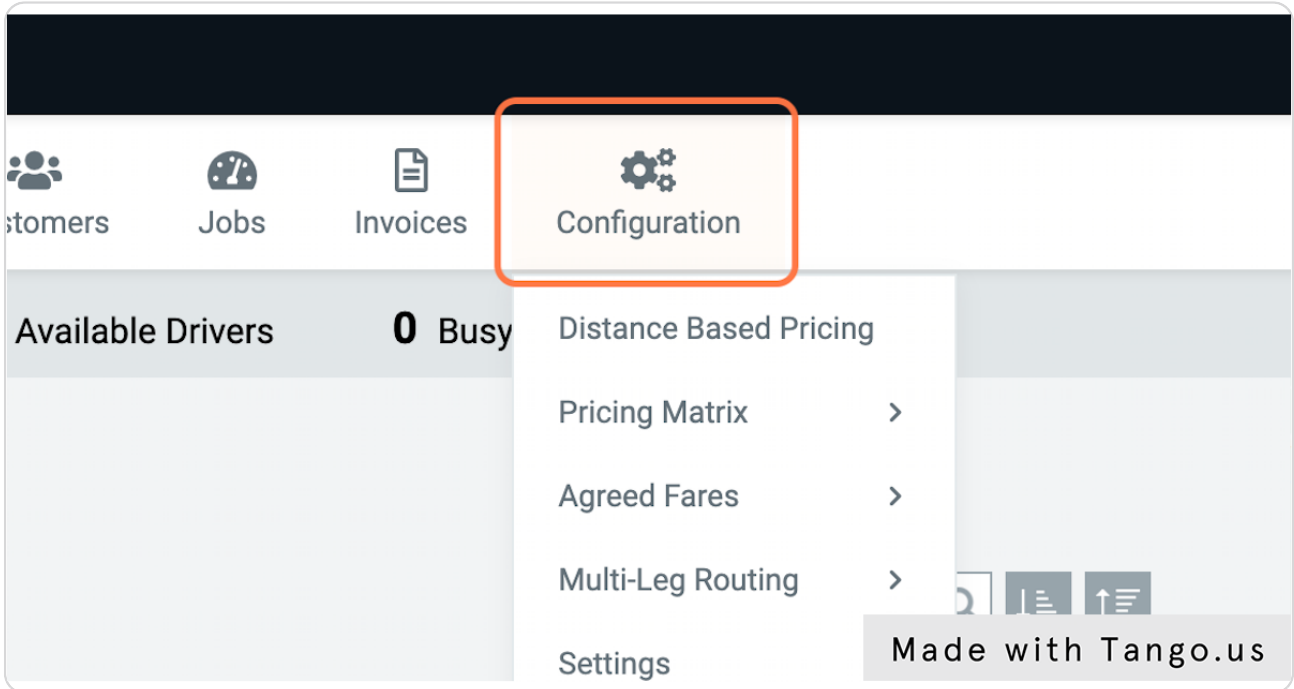 stomers Jobs Invoices Configuration
Available Drivers 0 Busy
Distance Based Pricing
Pricing Matrix
Agreed Fares
Multi-Leg Routing
Settings
Made with Tango.us